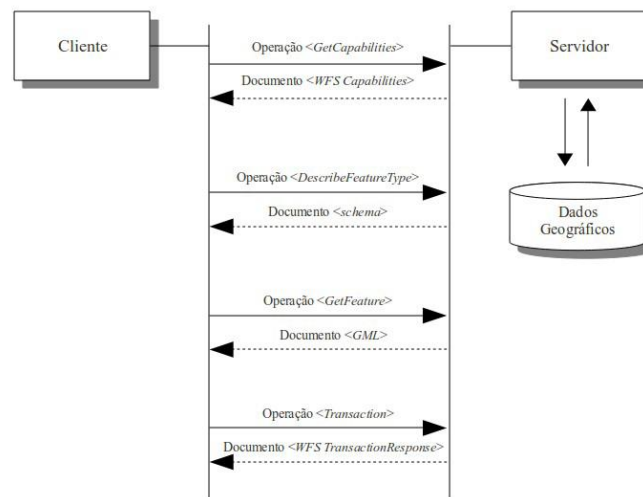 Cliente
Servidor
Operação <GetCapabilities>
Documento <WFS Capabilities>
Operação <DescribeFeatureType>
Documento <schema>
Dados
Geográficos
Operação <GetFeature>
Documento <GML>
Operação <Transaction>
Documento <WFS TransactionResponse>